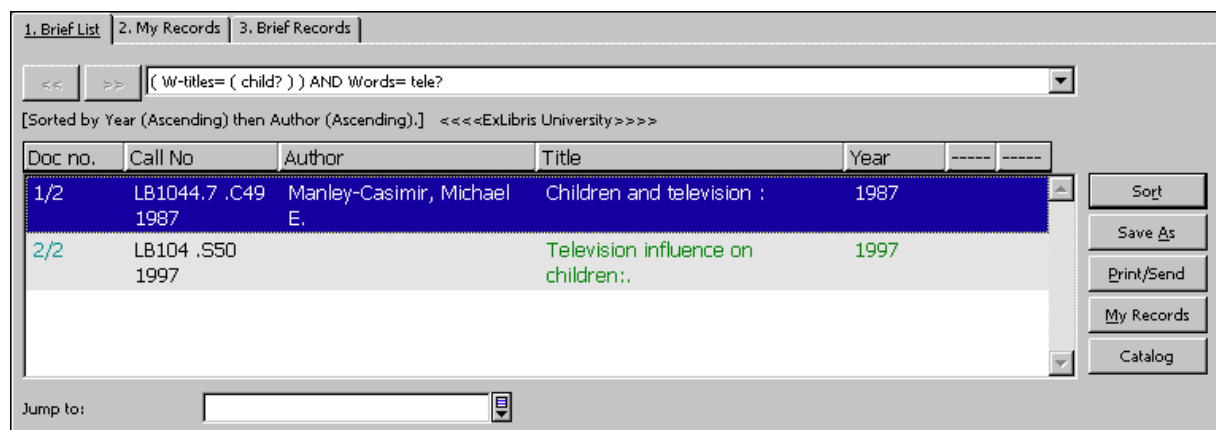 1. Brief List 2. My Records 3. Brief Records
<< >> ( W-titles= ( child? ) ) AND Words= tele?
[Sorted by Year (Ascending) then Author (Ascending).] <<<<ExLibris University>>>>
Doc no. Call No Author Title Year ----- -----
1/2 LB1044.7 .C49 Manley-Casimir, Michael Children and television : 1987
1987 E.
2/2 LB104 .S50 Television influence on 1997
1997 children:.
Sort
Save As
Print/Send
My Records
Catalog
Jump to: